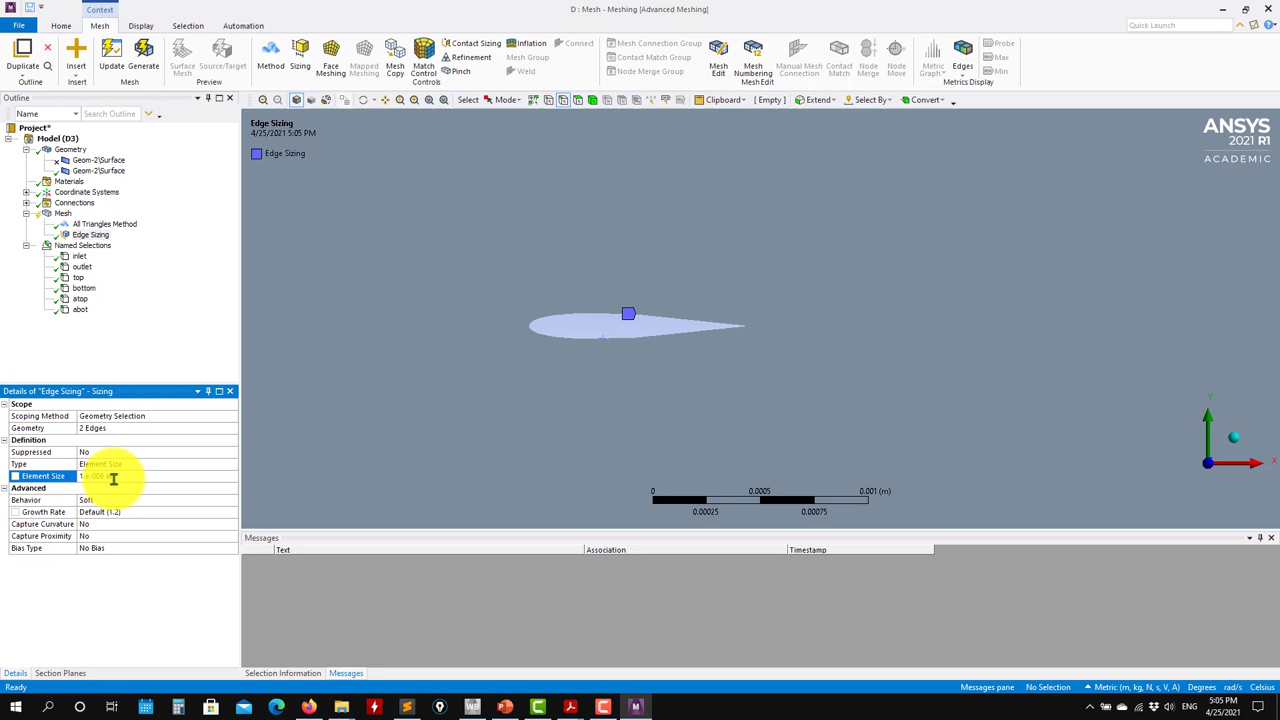 Context
D : Mesh - Meshing [Advanced Meshing]
File
Home
Mesh
Display
Selection
Automation
Quick Launch
Duplicate
Outline
Insert
Insert
Update
Generate
Mesh
Surface Mesh
Source/Target
Preview
Method
Sizing
Face Meshing
Mapped Meshing
Mesh Copy
Match Control
Contact Sizing
Refinement
Pinch
Inflation
Mesh Group
Weld
Connect
Controls
Mesh Connection Group
Contact Match Group
Node Merge Group
Mesh Edit
Mesh Numbering
Manual Mesh Connection
Contact Match
Node Merge
Node Move
Mesh Edit
Metric Graph
Edges
Probe
Max
Min
Metrics Display
Outline
Select
Mode
Clipboard
[ Empty ]
Extend
Select By
Convert
Name
Search Outline
Project*
Model (D3)
Geometry
Geom-2\Surface
Geom-2\Surface
Materials
Coordinate Systems
Connections
Mesh
All Triangles Method
Edge Sizing
Named Selections
inlet
outlet
top
bottom
atop
abot
Edge Sizing
4/25/2021 5:05 PM
Edge Sizing
ANSYS
2021 R1
ACADEMIC
Y
X
0
0.0005
0.001 (m)
0.00025
0.00075
Details of "Edge Sizing" - Sizing
Scope
Scoping Method Geometry Selection
Geometry 2 Edges
Definition
Suppressed No
Type Element Size
Element Size 1.e-006 m
Advanced
Behavior Soft
Growth Rate Default (1.2)
Capture Curvature No
Capture Proximity No
Bias Type No Bias
Details
Section Planes
Messages
Text
Association
Timestamp
Selection Information
Messages
Ready
Messages pane
No Selection
Metric (m, kg, N, s, V, A)
Degrees
rad/s
Celsius
ENG
5:05 PM
4/25/2021